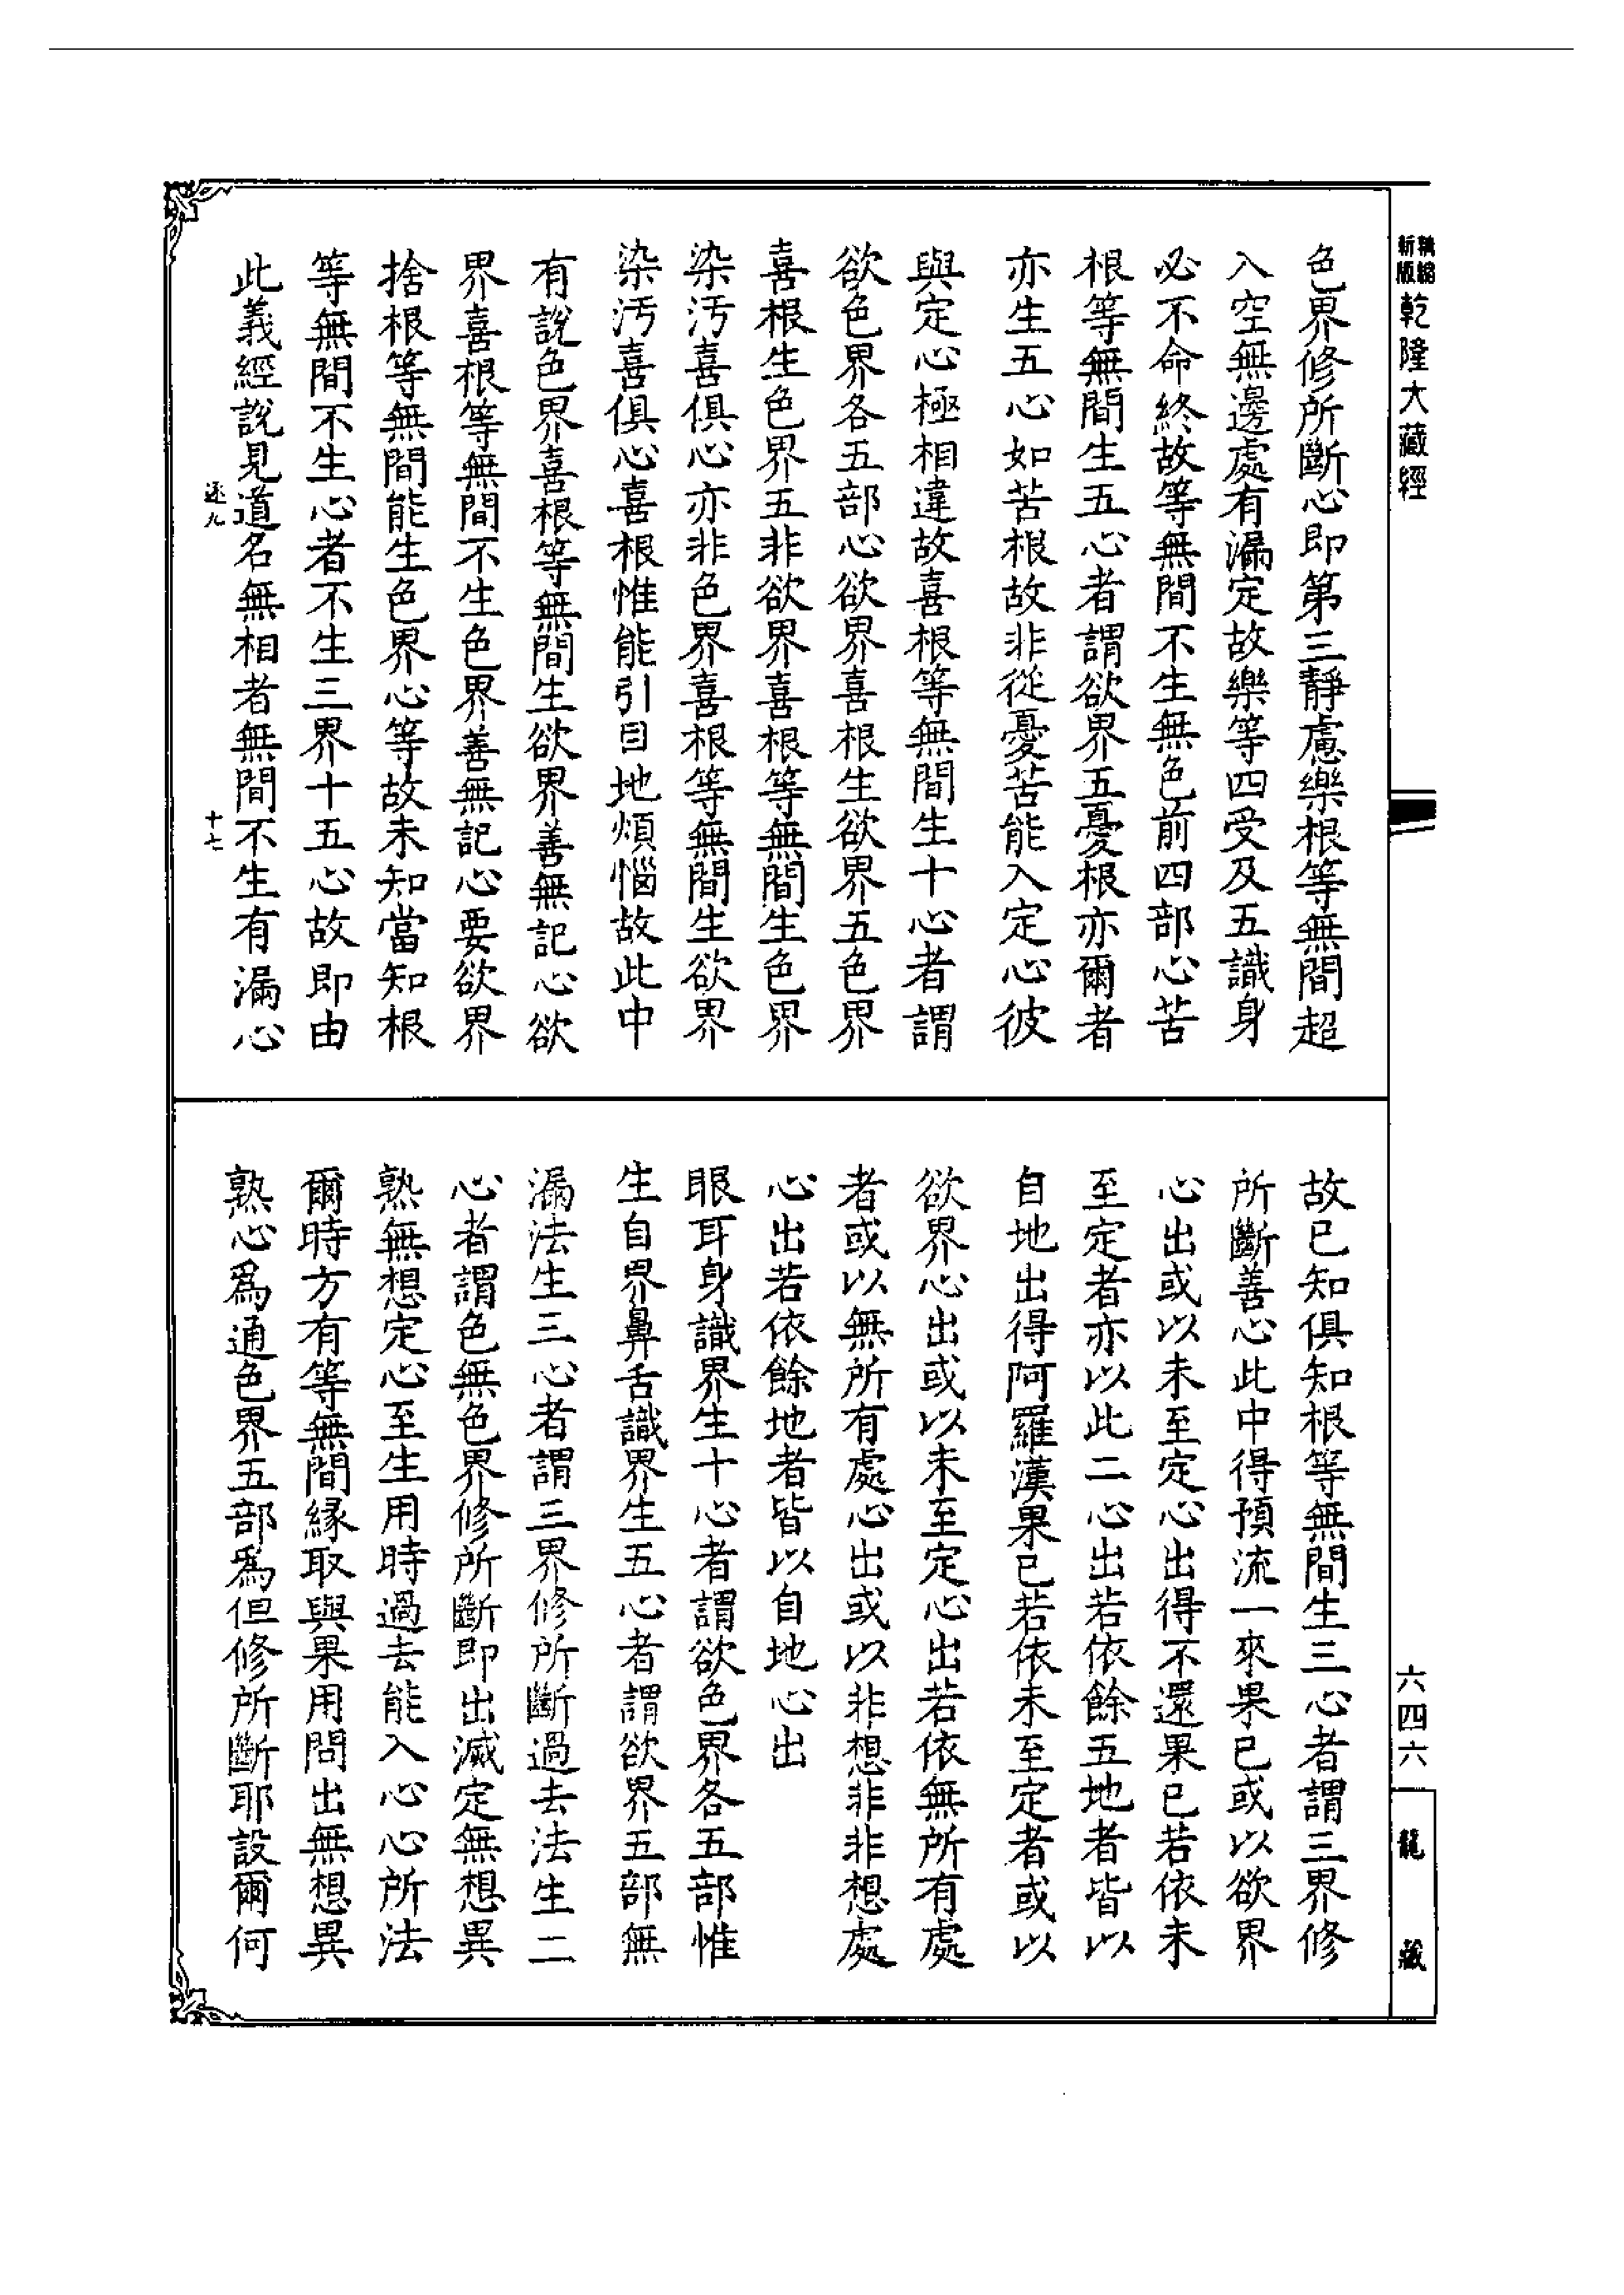 新版精縮乾隆大藏經
六四六
龍藏
色界修所斷心即第三靜慮樂根等無間超
入空無邊處有漏定故樂等四受及五識身
必不命終故等無間不生無色前四部心苦
根等無間生五心者謂欲界五憂根亦爾者
亦生五心如苦根故非從憂苦能入定心彼
與定心極相違故喜根等無間生十心者謂
欲色界各五部心欲界喜根生欲界五色界
喜根生色界五非欲界喜根等無間生色界
染汚喜俱心亦非色界喜根等無間生欲界
染汚喜俱心喜根惟能引自地煩惱故此中
有說色界喜根等無間生欲界善無記心欲
界喜根等無間不生色界善無記心要欲界
捨根等無間能生色界心等故未知當知根
等無間不生心者不生三界十五心故即由
此義經說見道名無相者無間不生有漏心
逐九
十七
故已知俱知根等無間生三心者謂三界修
所斷善心此中得預流一來果已或以欲界
心出或以未至定心出得不還果已若依未
至定者亦以此二心出若依餘五地者皆以
自地出得阿羅漢果已若依未至定者或以
欲界心出或以未至定心出若依無所有處
者或以無所有處心出或以非想非非想處
心出若依餘地者皆以自地心出
眼耳身識界生十心者謂欲色界各五部惟
生自界鼻舌識界生五心者謂欲界五部無
漏法生三心者謂三界修所斷過去法生二
心者謂色無色界修所斷即出滅定無想異
熟無想定心至生用時過去能入心心所法
爾時方有等無間緣取與果用問出無想異
熟心爲通色界五部爲但修所斷耶設爾何